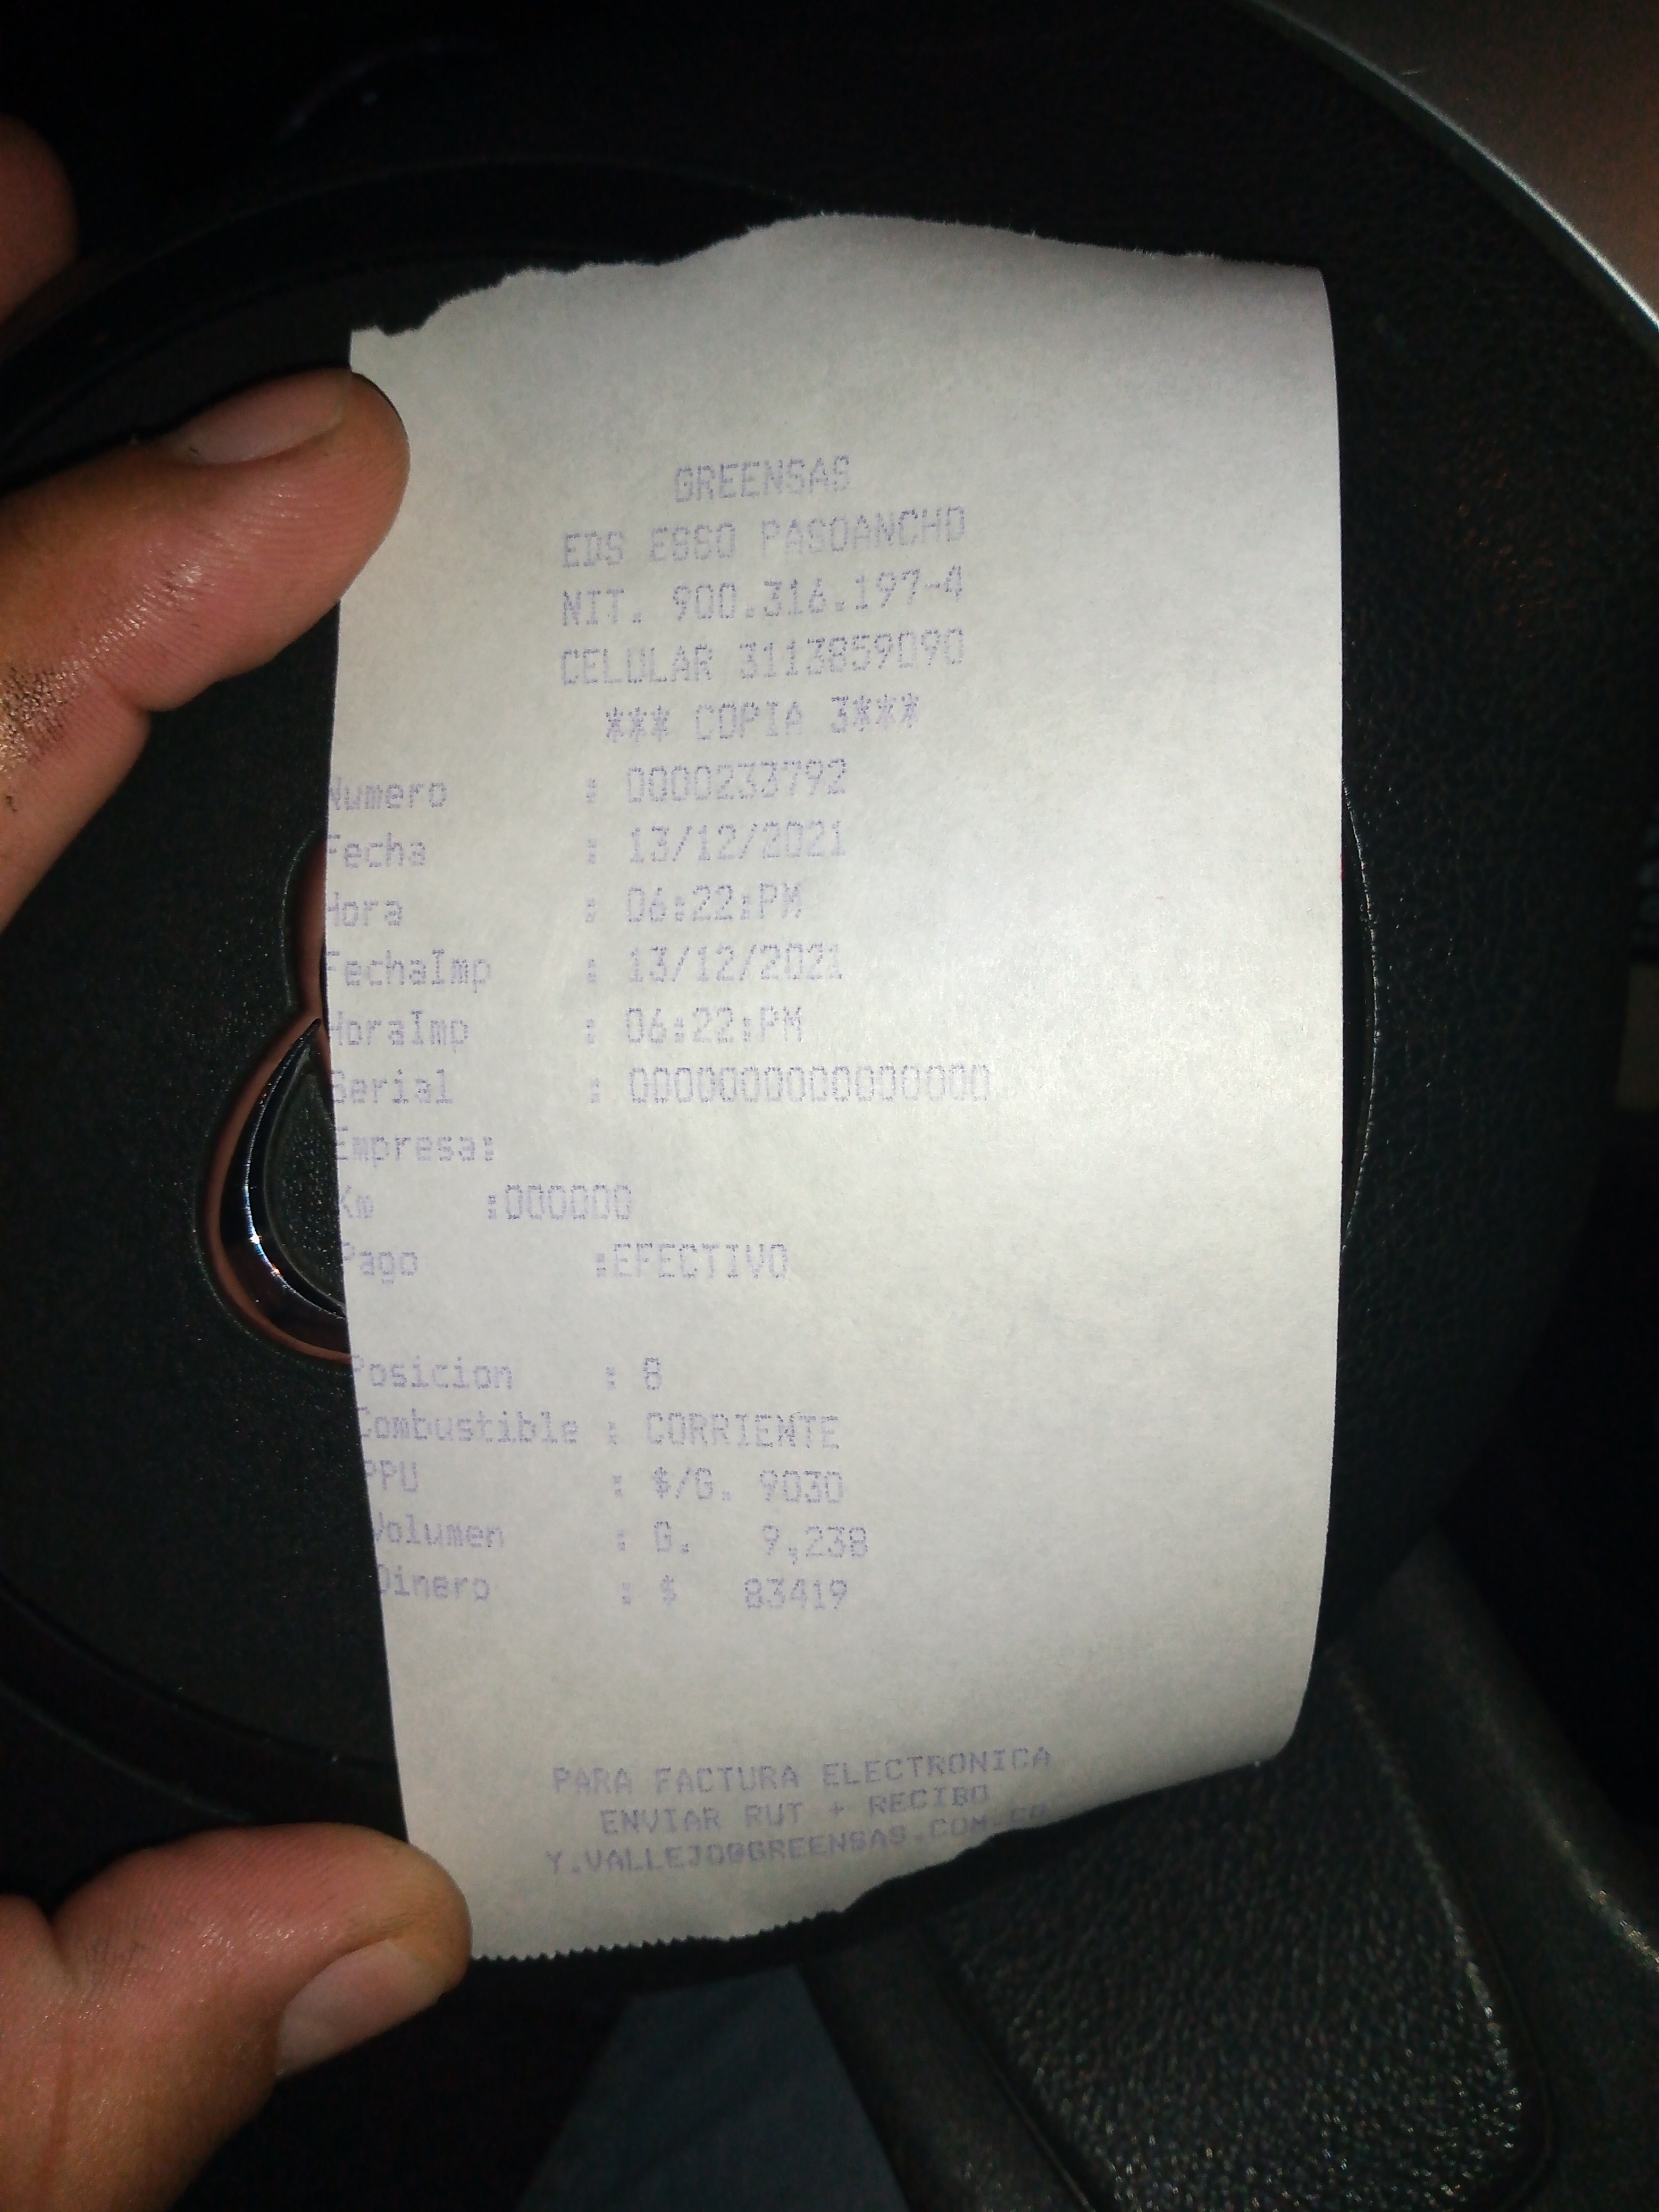 GREENSAS
EDS ESSO PASOANCHO
NIT. 900.316.197-4
CELULAR 3113859090
*** COPIA 3***
Numero : 0000233792
Fecha : 13/12/2021
Hora : 06:22:PM
FechaImp : 13/12/2021
HoraImp : 06:22:PM
Serial : 0000000000000000
Empresa:
Km :000000
Pago :EFECTIVO
Posicion : 8
Combustible : CORRIENTE
PPU : $/G. 9030
Volumen : G. 9,238
Dinero : $ 83419
PARA FACTURA ELECTRONICA
ENVIAR RUT + RECIBO
Y.VALLEJO@GREENSAS.COM.CO